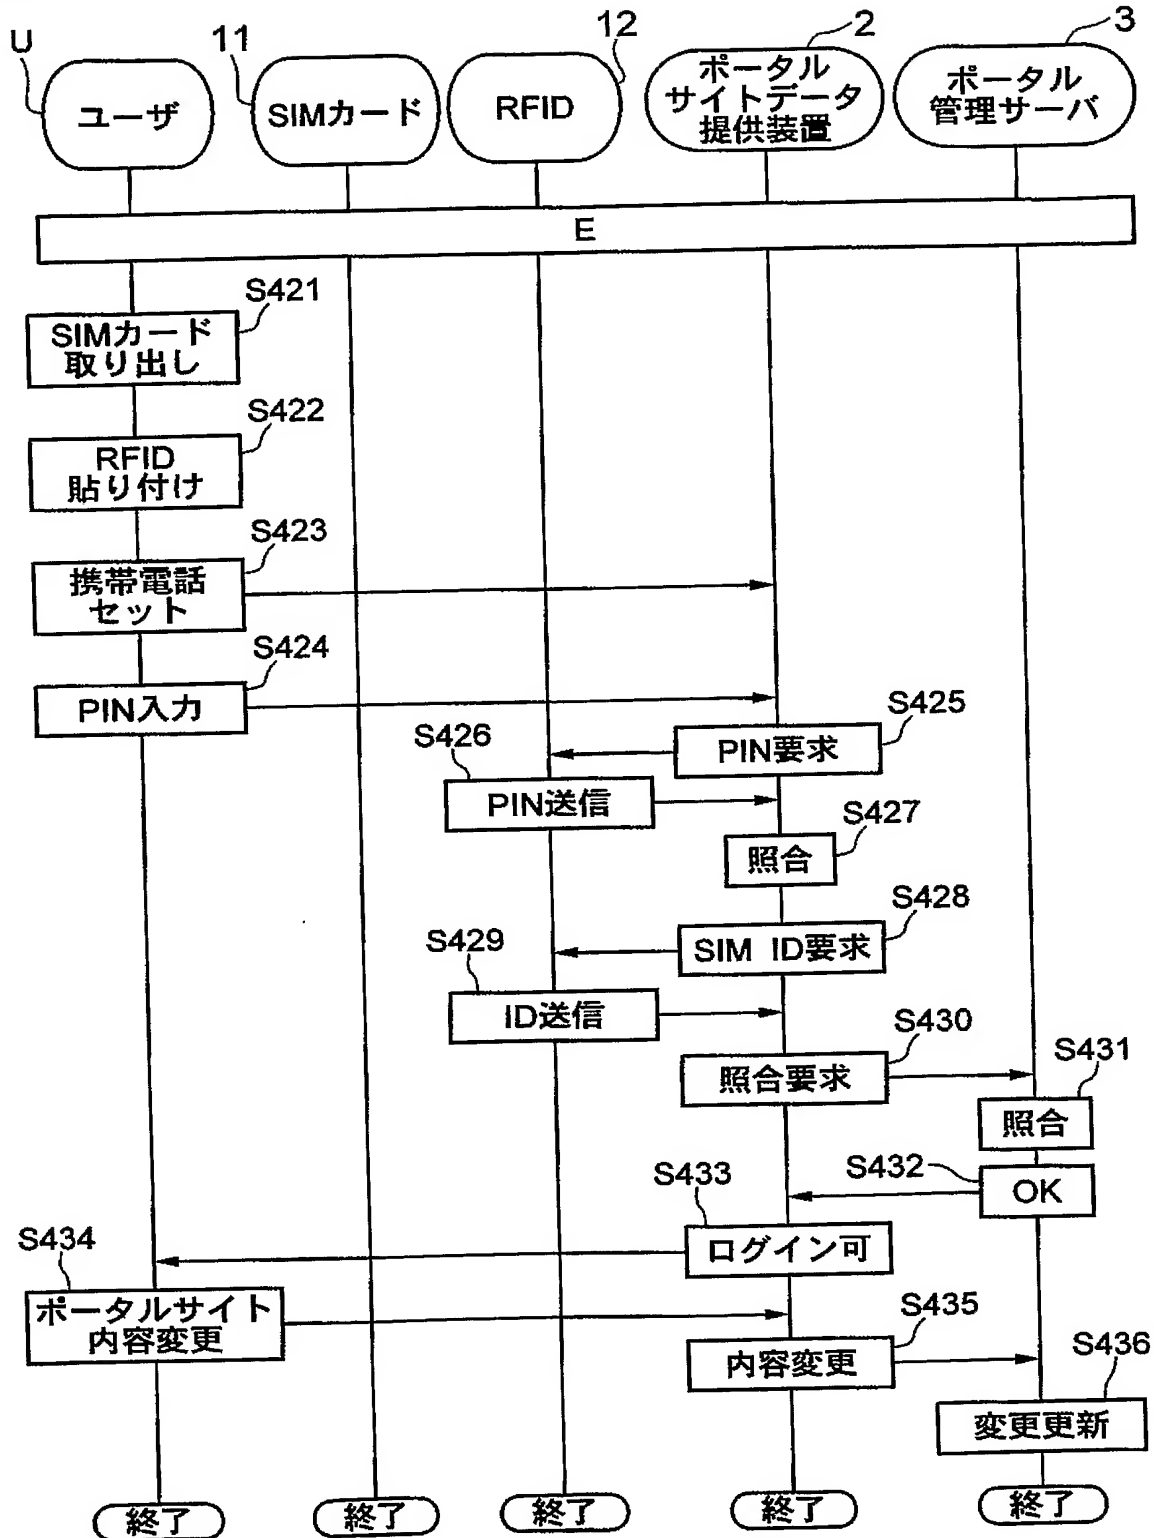 U
11
12
2
3
ユーザ
SIMカード
RFID
ポータル
サイトデータ
提供装置
ポータル
管理サーバ
E
S421
SIMカード
取り出し
S422
RFID
貼り付け
S423
携帯電話
セット
S424
PIN入力
S425
PIN要求
S426
PIN送信
S427
照合
S428
SIM ID要求
S429
ID送信
S430
照合要求
S431
照合
S432
OK
S433
ログイン可
S434
ポータルサイト
内容変更
S435
内容変更
S436
変更更新
終了
終了
終了
終了
終了